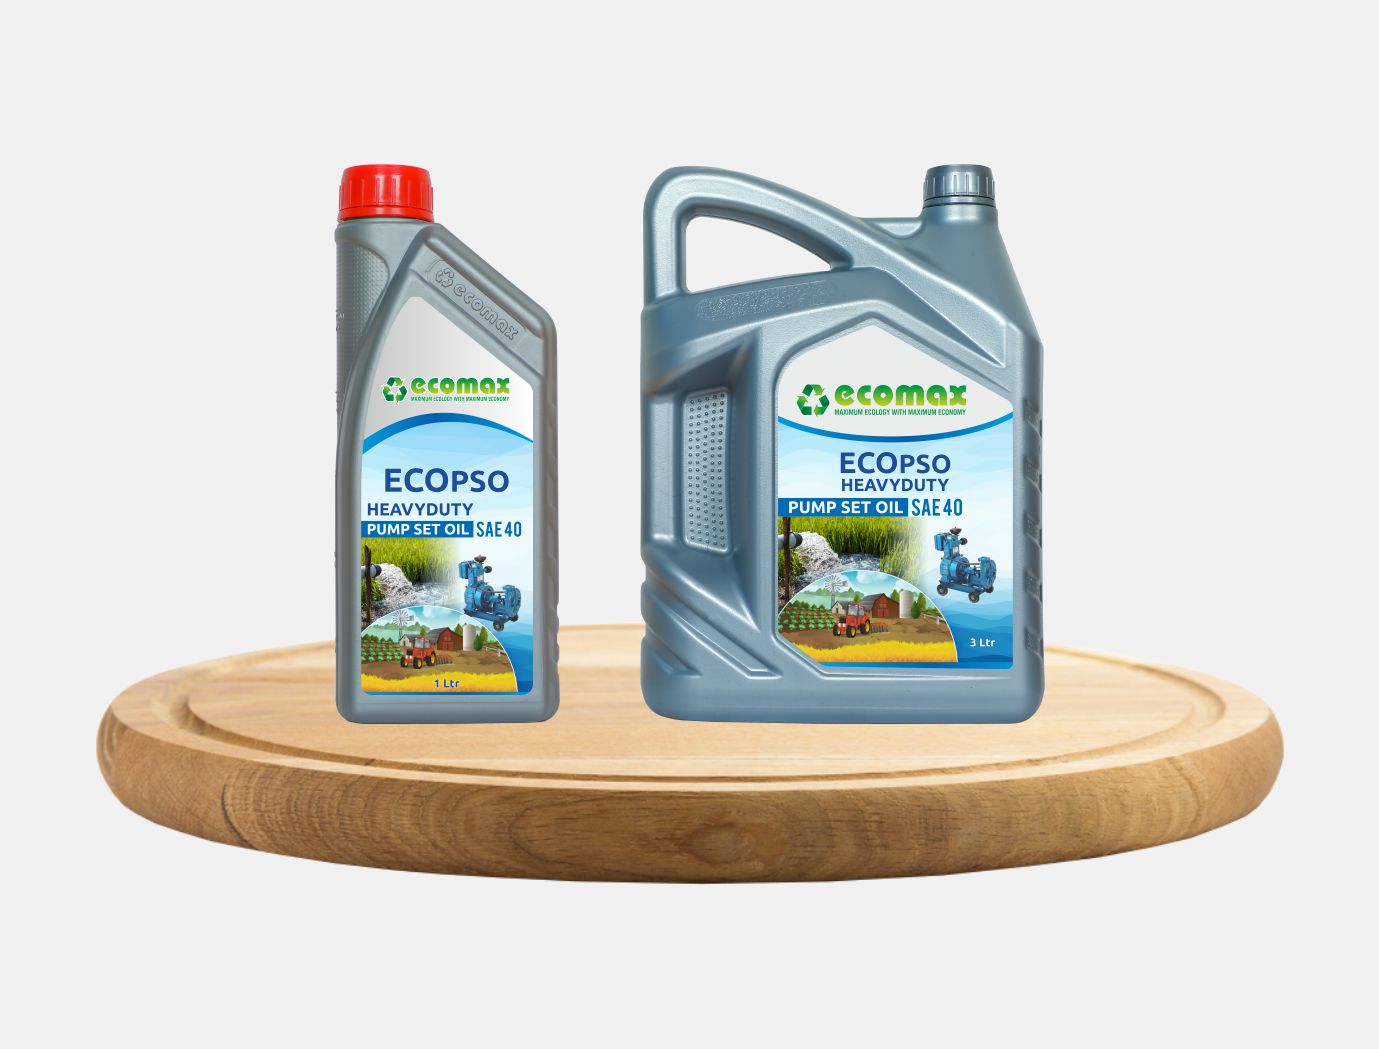 ecomax
ecomax
MAXIMUM ECOLOGY WITH MAXIMUM ECONOMY
ECOPSO
HEAVYDUTY
PUMP SET OIL SAE 40
1 Ltr
ecomax
MAXIMUM ECOLOGY WITH MAXIMUM ECONOMY
ECOPSO
HEAVYDUTY
PUMP SET OIL SAE 40
3 Ltr